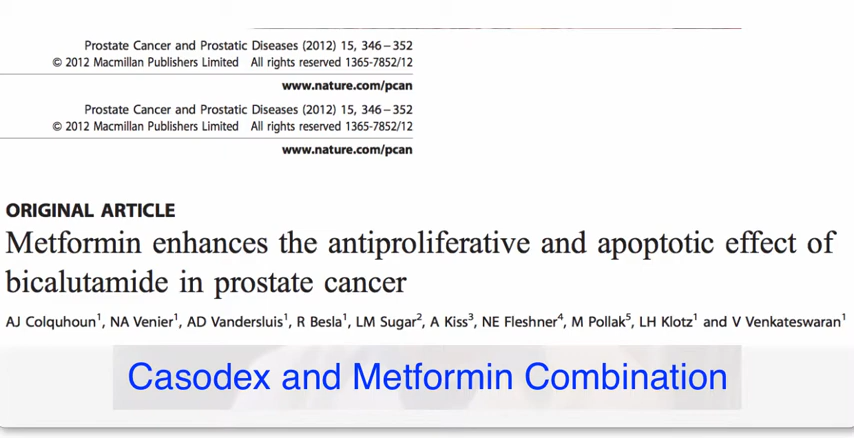 Prostate Cancer and Prostatic Diseases (2012) 15, 346–352
© 2012 Macmillan Publishers Limited All rights reserved 1365-7852/12
www.nature.com/pcan
Prostate Cancer and Prostatic Diseases (2012) 15, 346–352
© 2012 Macmillan Publishers Limited All rights reserved 1365-7852/12
www.nature.com/pcan
ORIGINAL ARTICLE
Metformin enhances the antiproliferative and apoptotic effect of
bicalutamide in prostate cancer
AJ Colquhoun¹, NA Venier¹, AD Vandersluis¹, R Besla¹, LM Sugar², A Kiss³, NE Fleshner⁴, M Pollak⁵, LH Klotz¹ and V Venkateswaran¹
Casodex and Metformin Combination